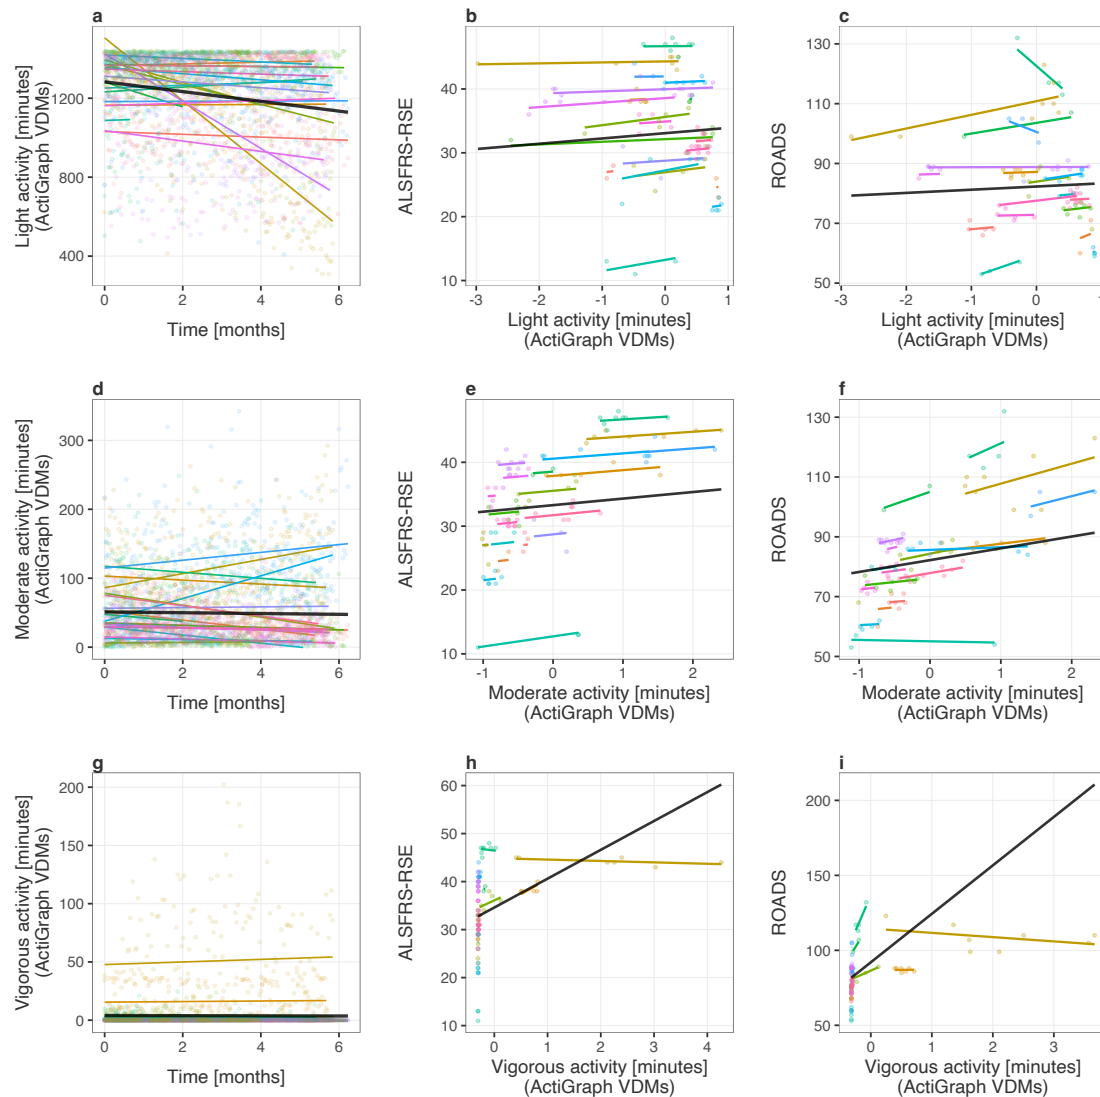 a
Light activity [minutes]
(ActiGraph VDMs)
1200
800
400
0
2
4
6
Time [months]
b
ALSFRS-RSE
40
30
20
10
-3
-2
-1
0
1
Light activity [minutes]
(ActiGraph VDMs)
c
ROADS
130
110
90
70
50
-3
-2
-1
0
1
Light activity [minutes]
(ActiGraph VDMs)
d
Moderate activity [minutes]
(ActiGraph VDMs)
300
200
100
0
0
2
4
6
Time [months]
e
ALSFRS-RSE
40
30
20
10
-1
0
1
2
Moderate activity [minutes]
(ActiGraph VDMs)
f
ROADS
130
110
90
70
50
-1
0
1
2
Moderate activity [minutes]
(ActiGraph VDMs)
g
Vigorous activity [minutes]
(ActiGraph VDMs)
200
150
100
50
0
0
2
4
6
Time [months]
h
ALSFRS-RSE
60
50
40
30
20
10
0
1
2
3
4
Vigorous activity [minutes]
(ActiGraph VDMs)
i
ROADS
200
150
100
50
0
1
2
3
Vigorous activity [minutes]
(ActiGraph VDMs)